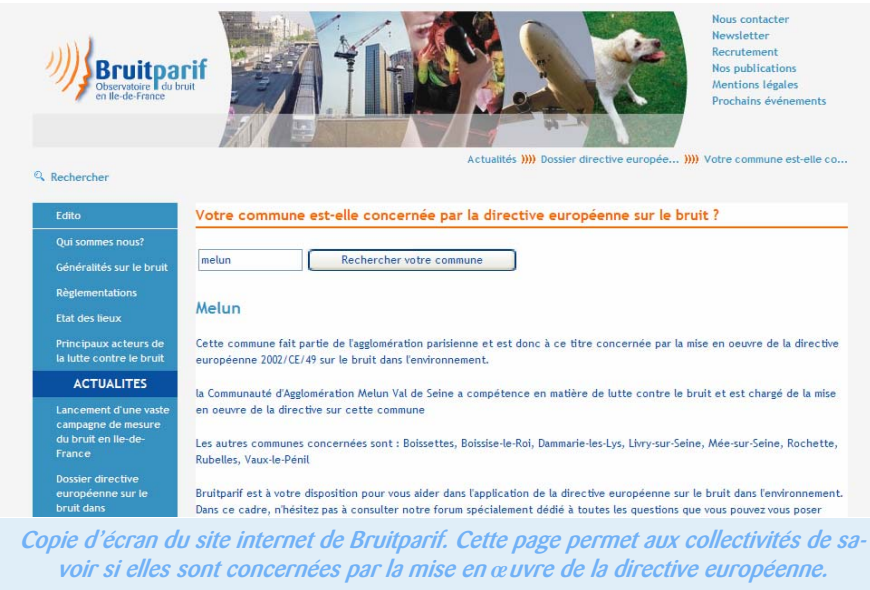 Nous contacter
Newsletter
Recrutement
Nos publications
Mentions légales
Prochains événements
Bruitparif
Observatoire du bruit
en Ile-de-France
Actualités )))) Dossier directive europée... )))) Votre commune est-elle co...
Rechercher
Edito
Qui sommes nous?
Généralités sur le bruit
Règlementations
Etat des lieux
Principaux acteurs de
la lutte contre le bruit
ACTUALITES
Lancement d'une vaste
campagne de mesure
du bruit en Ile-de-
France
Dossier directive
européenne sur le
bruit dans
Votre commune est-elle concernée par la directive européenne sur le bruit ?
melun Rechercher votre commune
Melun
Cette commune fait partie de l'agglomération parisienne et est donc à ce titre concernée par la mise en oeuvre de la directive
européenne 2002/CE/49 sur le bruit dans l'environnement.
la Communauté d'Agglomération Melun Val de Seine a compétence en matière de lutte contre le bruit et est chargé de la mise
en oeuvre de la directive sur cette commune
Les autres communes concernées sont : Boissettes, Boissise-le-Roi, Dammarie-les-Lys, Livry-sur-Seine, Mée-sur-Seine, Rochette,
Rubelles, Vaux-le-Pénil
Bruitparif est à votre disposition pour vous aider dans l'application de la directive européenne sur le bruit dans l'environnement.
Dans ce cadre, n'hésitez pas à consulter notre forum spécialement dédié à toutes les questions que vous pouvez vous poser
Copie d'écran du site internet de Bruitparif. Cette page permet aux collectivités de sa-
voir si elles sont concernées par la mise en œuvre de la directive européenne.